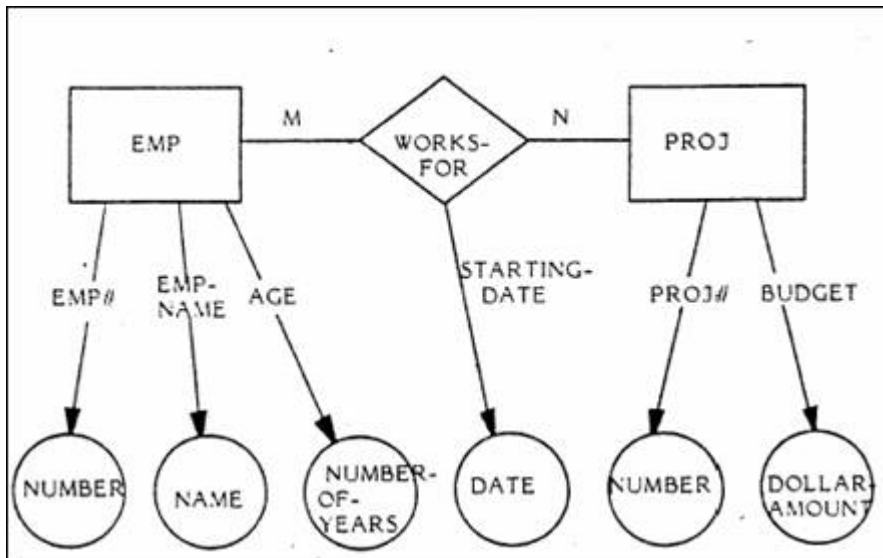 M
N
EMP
WORKS-
FOR
PROJ
EMP#
EMP-
NAME
AGE
STARTING-
DATE
PROJ#
BUDGET
NUMBER
NAME
NUMBER-
OF-
YEARS
DATE
NUMBER
DOLLAR-
AMOUNT